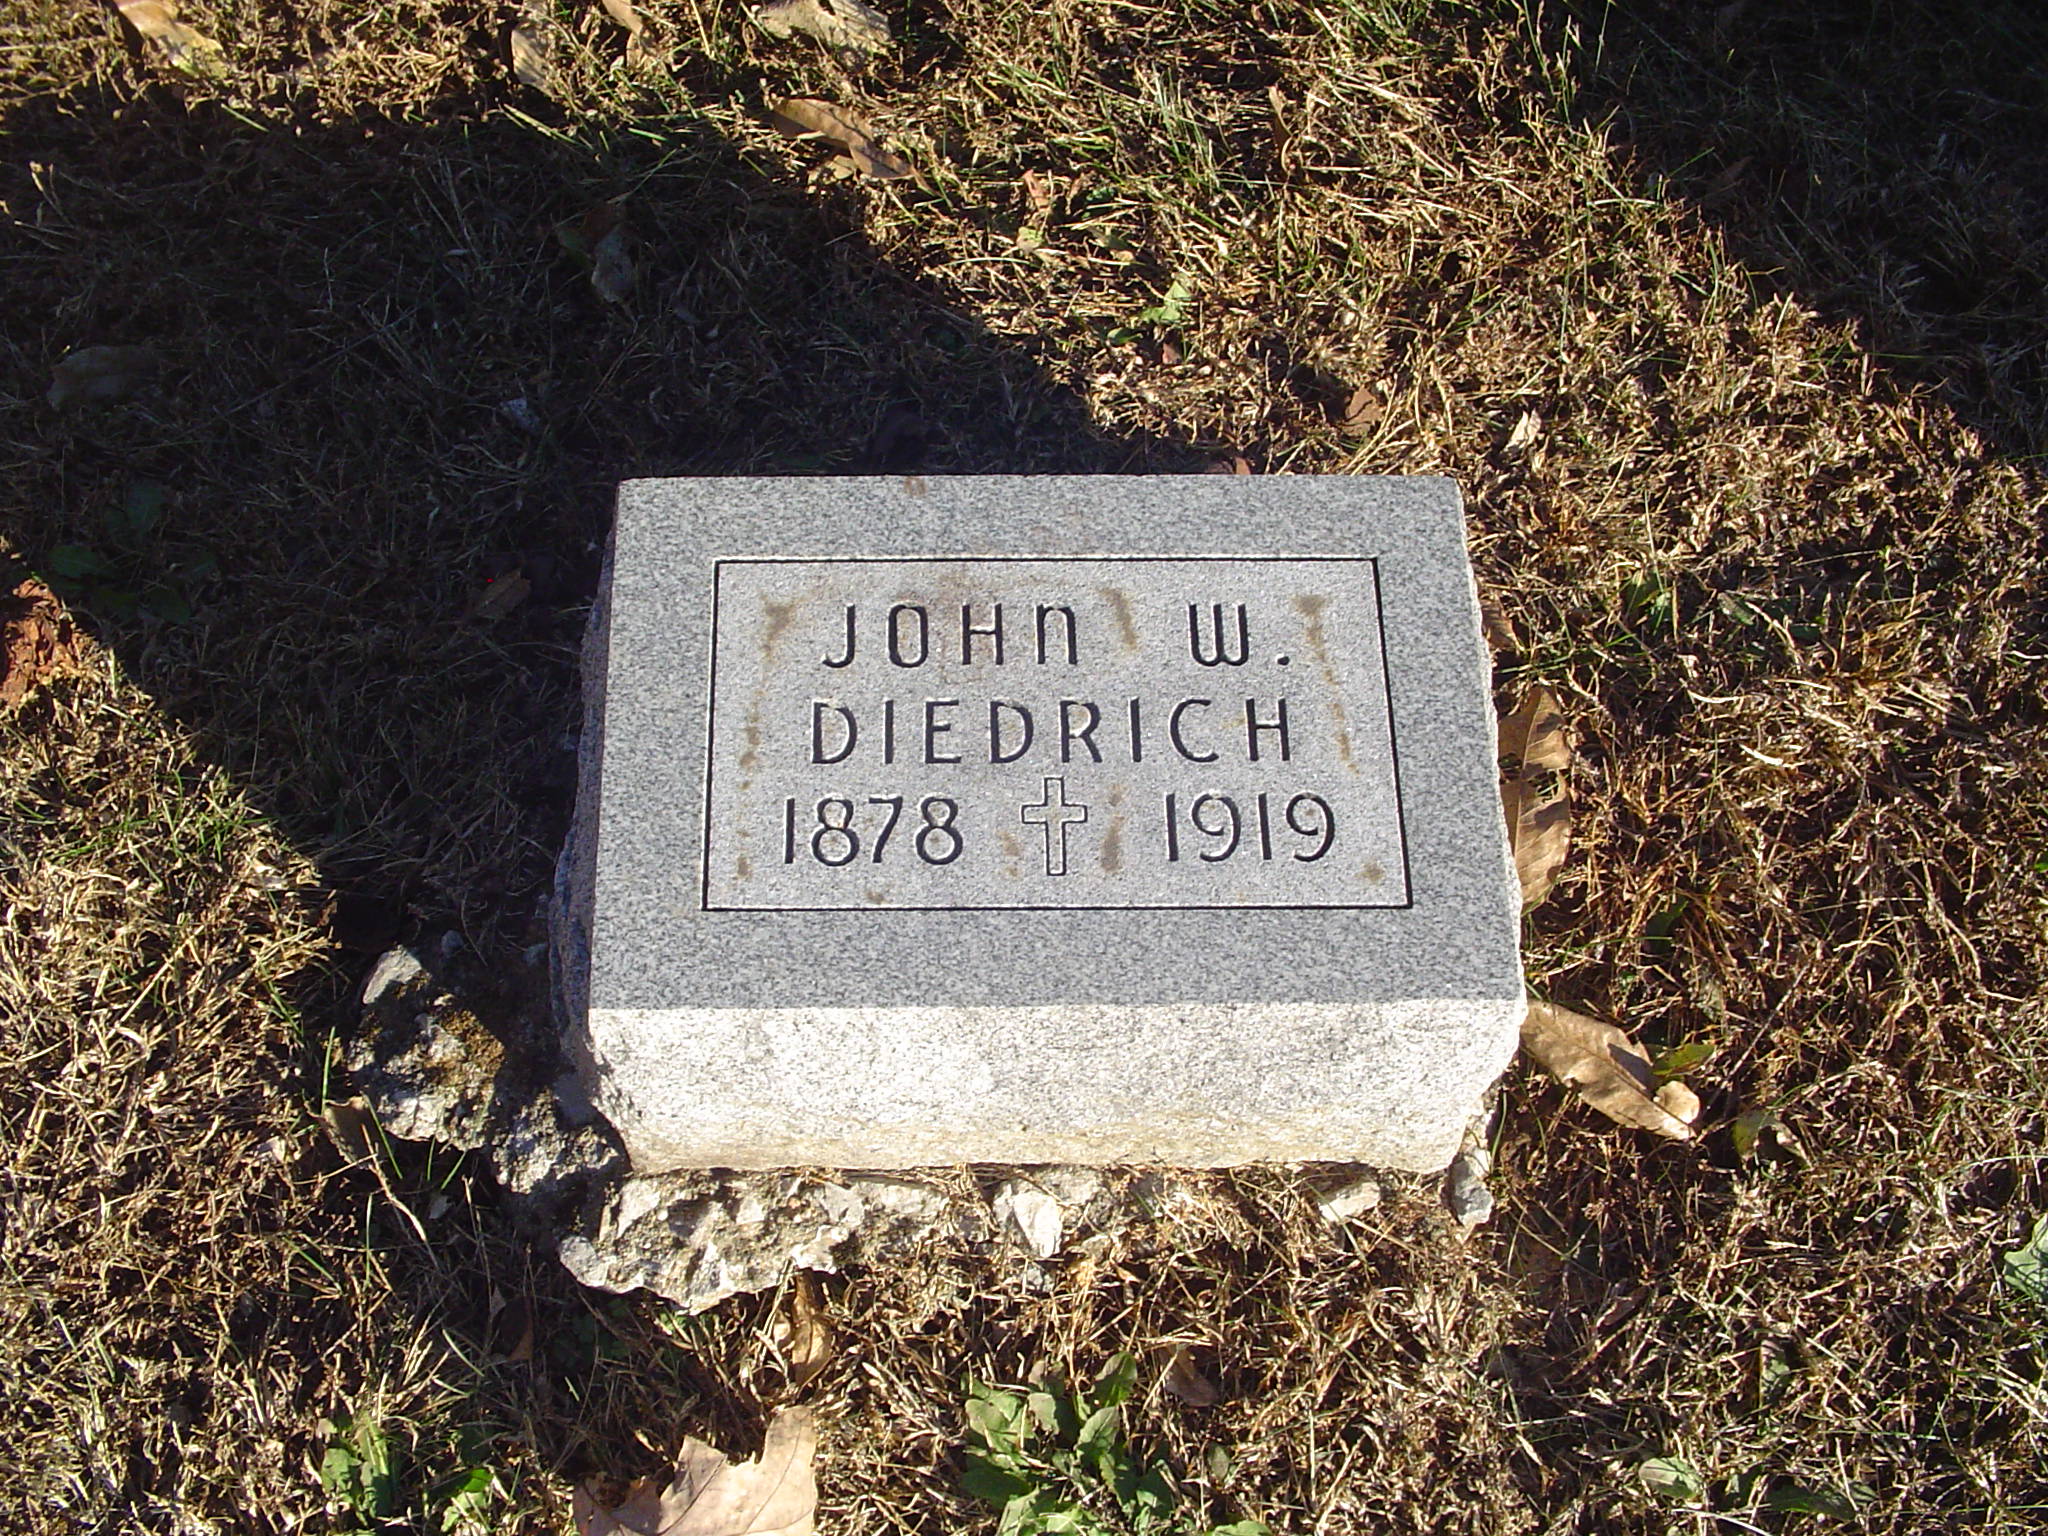 JOHN W.
DIEDRICH
1878 1919